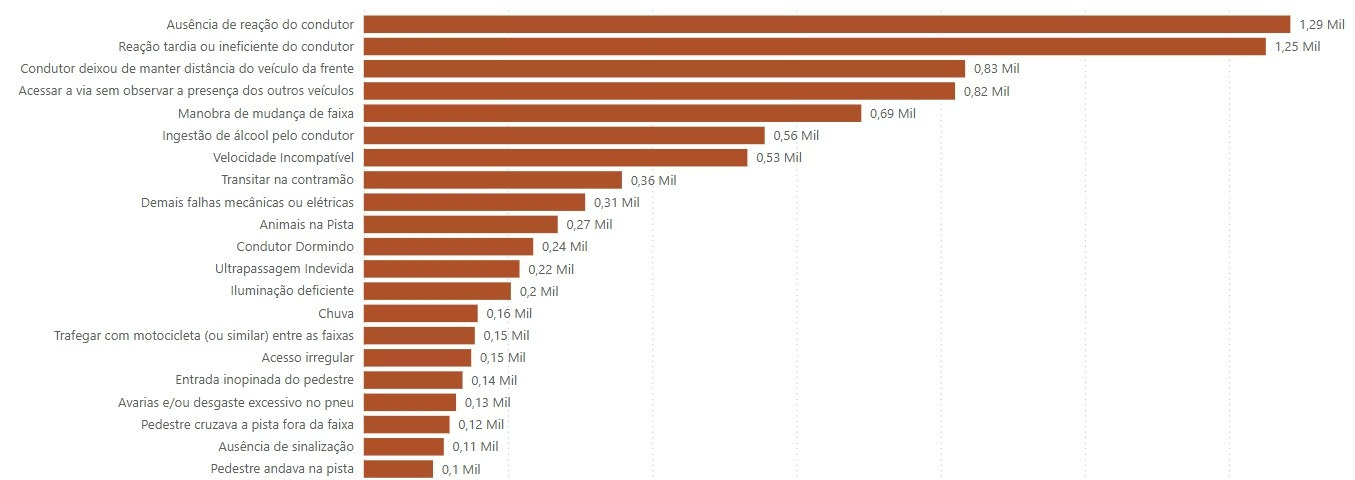 Ausência de reação do condutor 1,29 Mil
Reação tardia ou ineficiente do condutor 1,25 Mil
Condutor deixou de manter distância do veículo da frente 0,83 Mil
Acessar a via sem observar a presença dos outros veículos 0,82 Mil
Manobra de mudança de faixa 0,69 Mil
Ingestão de álcool pelo condutor 0,56 Mil
Velocidade Incompatível 0,53 Mil
Transitar na contramão 0,36 Mil
Demais falhas mecânicas ou elétricas 0,31 Mil
Animais na Pista 0,27 Mil
Condutor Dormindo 0,24 Mil
Ultrapassagem Indevida 0,22 Mil
Iluminação deficiente 0,2 Mil
Chuva 0,16 Mil
Trafegar com motocicleta (ou similar) entre as faixas 0,15 Mil
Acesso irregular 0,15 Mil
Entrada inopinada do pedestre 0,14 Mil
Avarias e/ou desgaste excessivo no pneu 0,13 Mil
Pedestre cruzava a pista fora da faixa 0,12 Mil
Ausência de sinalização 0,11 Mil
Pedestre andava na pista 0,1 Mil